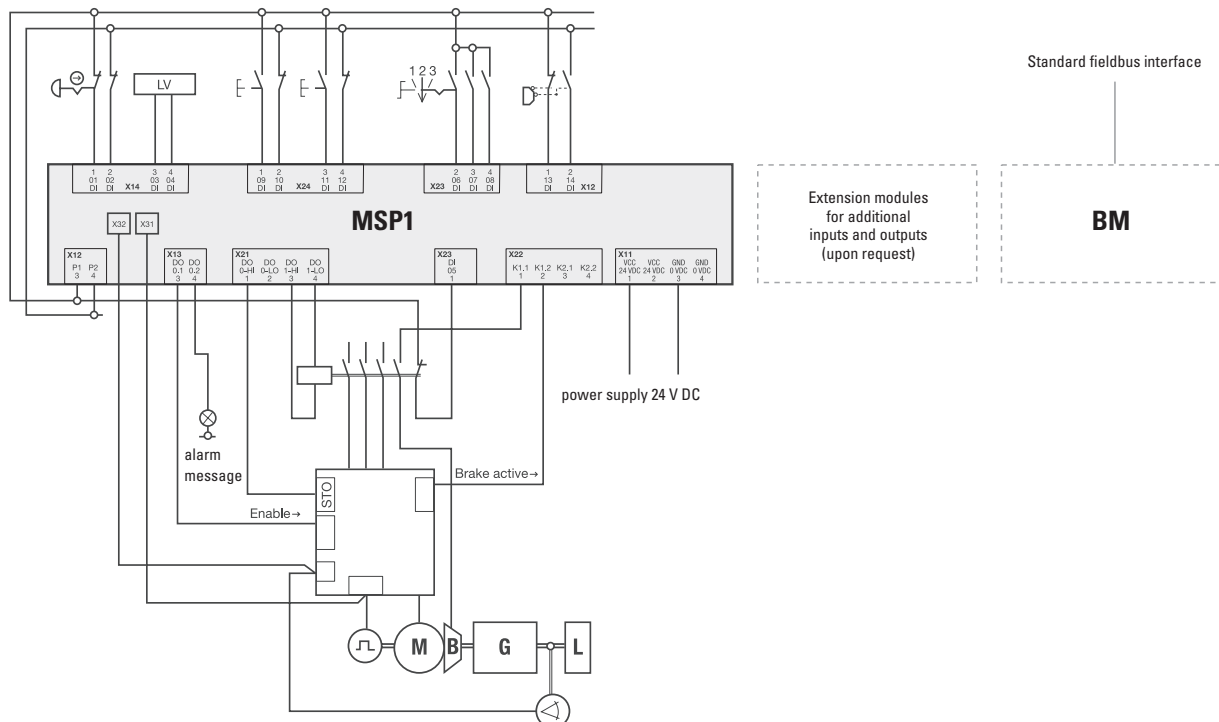 Standard fieldbus interface
1 2 3
LV
1 2 3 4
01 02 03 04
DI DI X14 DI DI
1 2 3 4
09 10 11 12
DI DI X24 DI DI
2 3 4
06 07 08
X23 DI DI DI
1 2
13 14
DI DI X12
X32 X31
MSP1
Extension modules
for additional
inputs and outputs
(upon request)
BM
X12
P1 P2
3 4
X13
DO DO
0.1 0.2
3 4
X21
DO DO DO DO
0-HI 0-LO 1-HI 1-LO
1 2 3 4
X23
DI
05
1
X22
K1.1 K1.2 K2.1 K2.2
1 2 3 4
X11
VCC VCC GND GND
24 VDC 24 VDC 0 VDC 0 VDC
1 2 3 4
power supply 24 V DC
alarm
message
Brake active→
STO
Enable→
M B G L